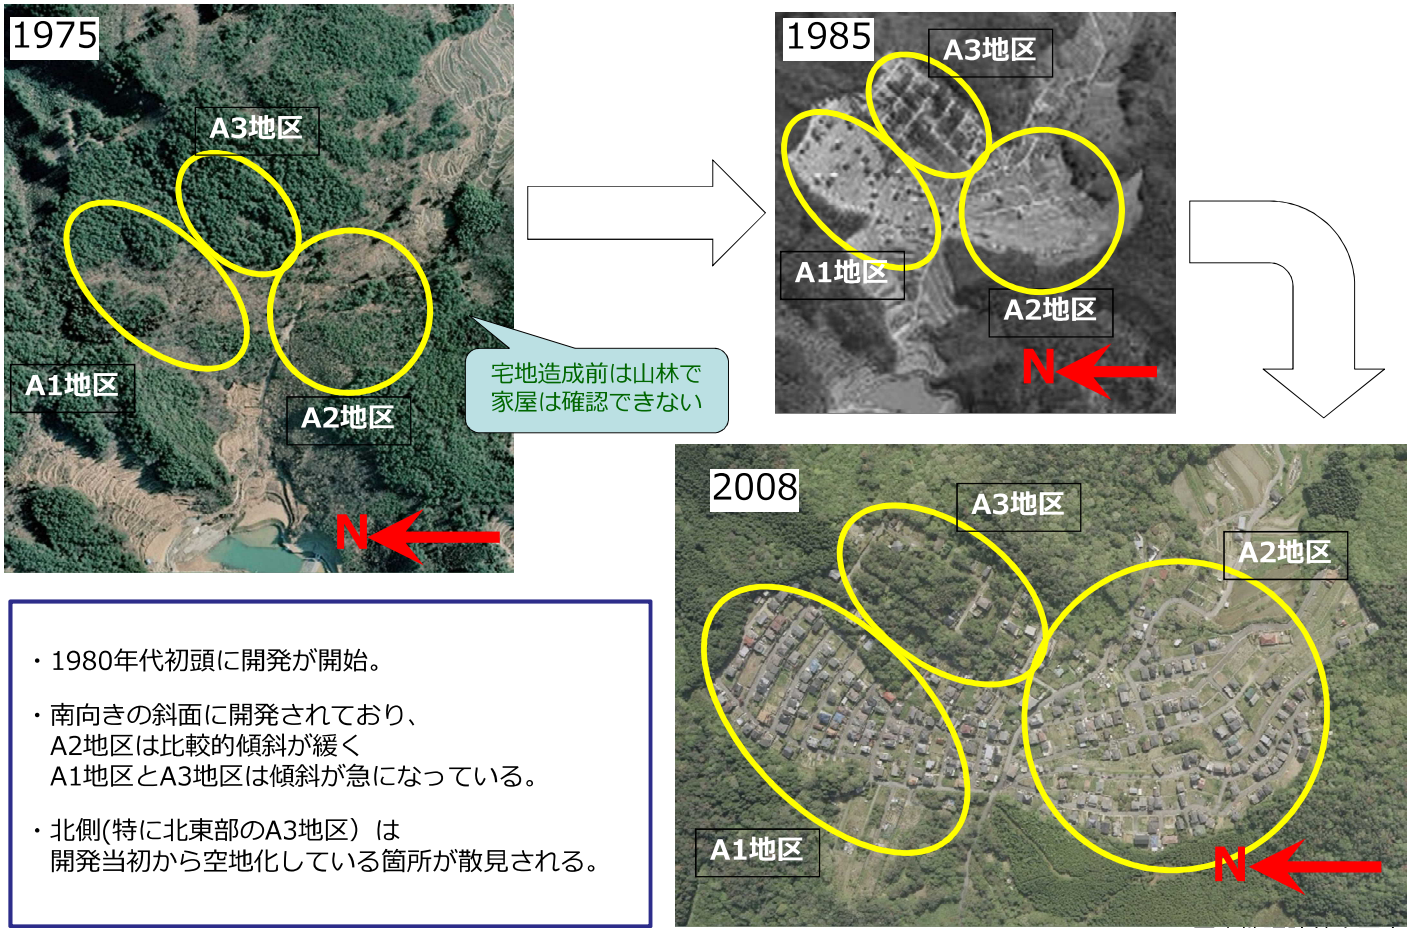 1975
A3地区
A1地区
A2地区
N
宅地造成前は山林で
家屋は確認できない
1985
A3地区
A1地区
A2地区
N
2008
A3地区
A2地区
A1地区
N
・1980年代初頭に開発が開始。
・南向きの斜面に開発されており、
A2地区は比較的傾斜が緩く
A1地区とA3地区は傾斜が急になっている。
・北側(特に北東部のA3地区）は
開発当初から空地化している箇所が散見される。